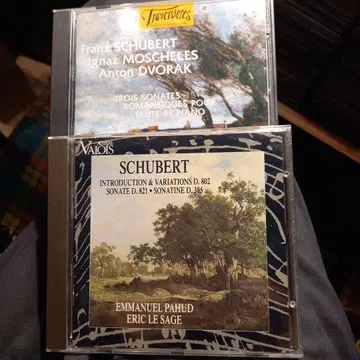 Traversières
Franz SCHUBERT
Ignaz MOSCHELES
Anton DVORAK
TROIS SONATES
ROMANTIQUES POUR
FLUTE ET PIANO
VALOIS
SCHUBERT
INTRODUCTION & VARIATIONS D. 802
SONATE D. 821 • SONATINE D. 385
EMMANUEL PAHUD
ERIC LE SAGE